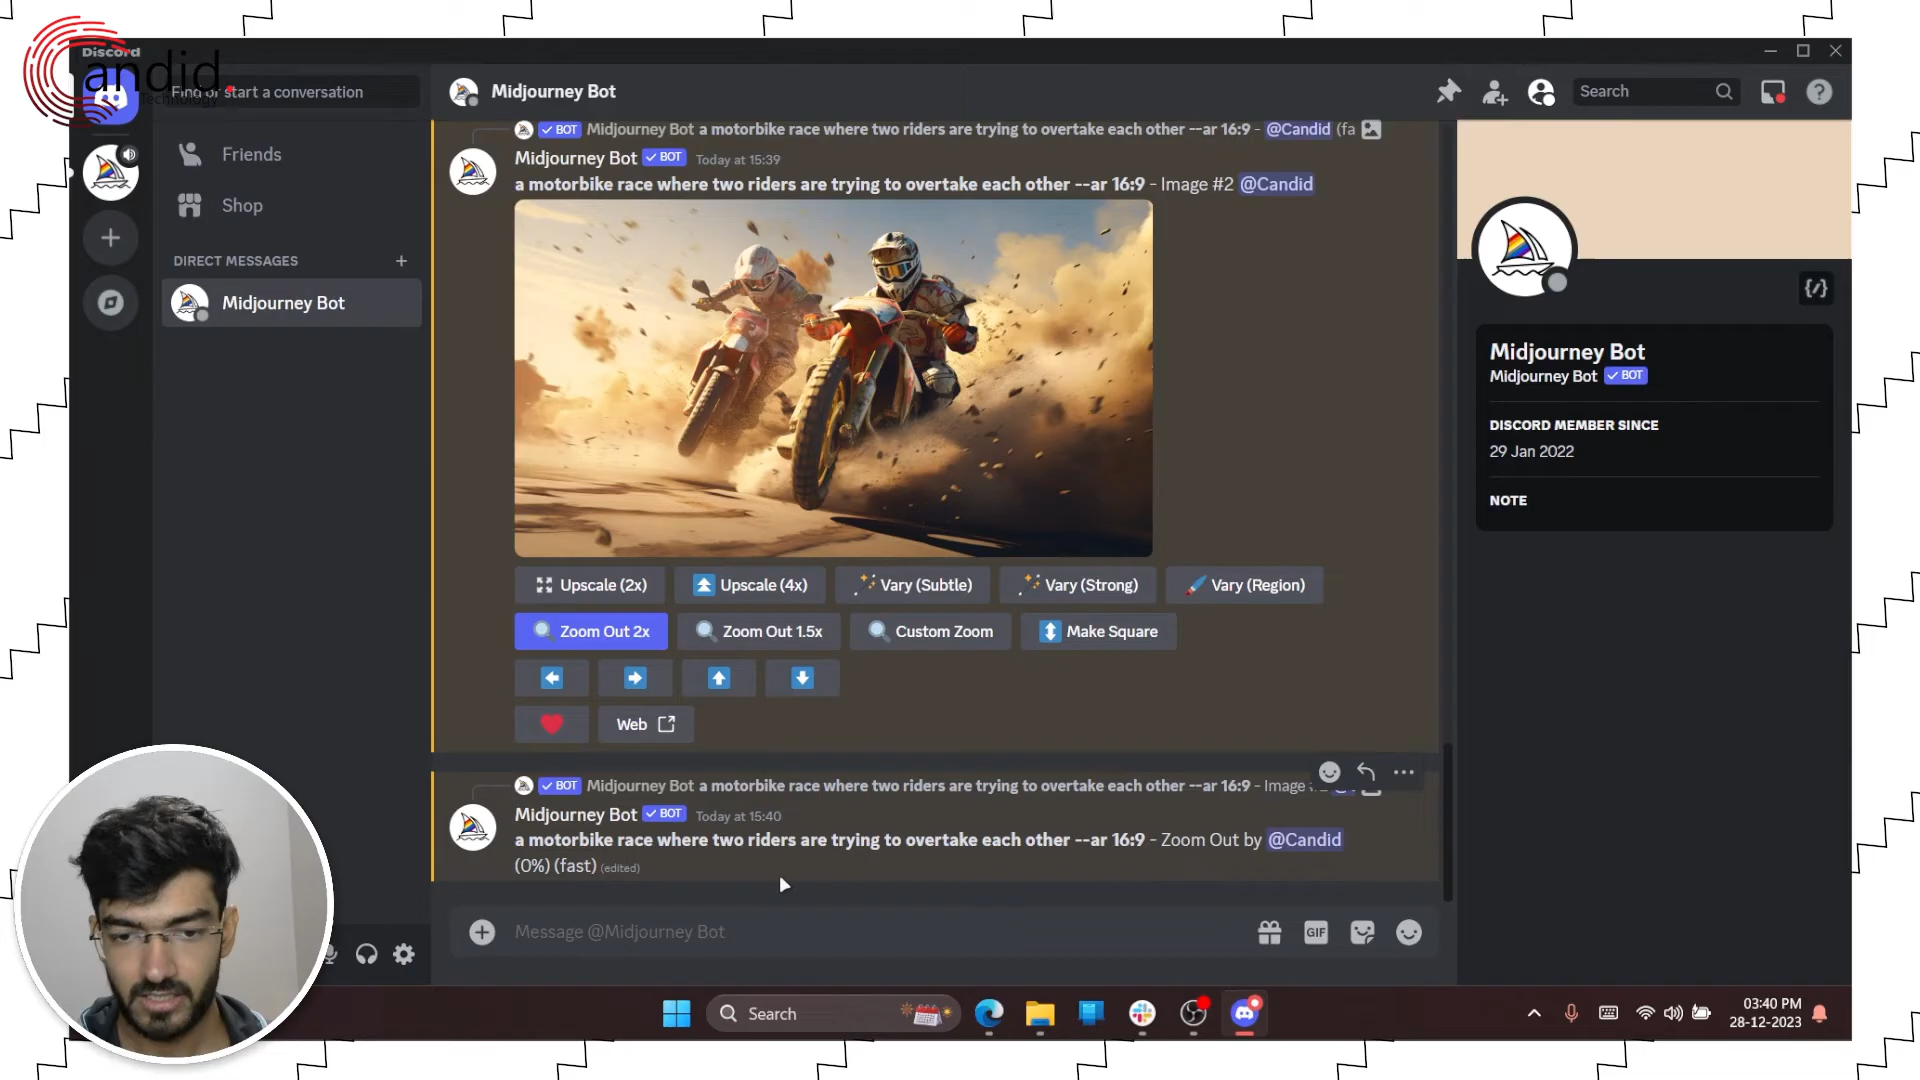 Discord
Candid
Technology
Find or start a conversation
Friends
Shop
DIRECT MESSAGES
Midjourney Bot
Midjourney Bot
Search
BOT Midjourney Bot a motorbike race where two riders are trying to overtake each other --ar 16:9 - @Candid (fa
Midjourney Bot BOT Today at 15:39
a motorbike race where two riders are trying to overtake each other --ar 16:9 - Image #2 @Candid
Upscale (2x) Upscale (4x) Vary (Subtle) Vary (Strong) Vary (Region)
Zoom Out 2x Zoom Out 1.5x Custom Zoom Make Square
Web
BOT Midjourney Bot a motorbike race where two riders are trying to overtake each other --ar 16:9 - Image
Midjourney Bot BOT Today at 15:40
a motorbike race where two riders are trying to overtake each other --ar 16:9 - Zoom Out by @Candid
(0%) (fast) (edited)
Message @Midjourney Bot
GIF
Midjourney Bot
Midjourney Bot BOT
DISCORD MEMBER SINCE
29 Jan 2022
NOTE
Search
03:40 PM
28-12-2023